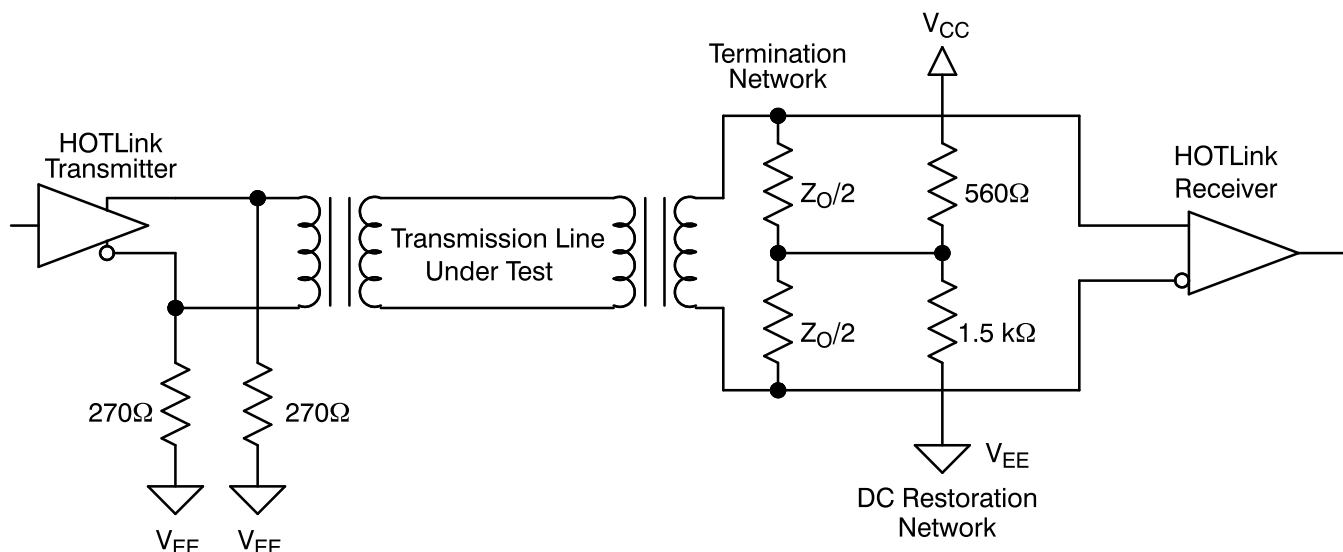 HOTLink
Transmitter
270Ω
270Ω
VEE
VEE
Transmission Line
Under Test
Termination
Network
VCC
ZO/2
560Ω
ZO/2
1.5 kΩ
VEE
DC Restoration
Network
HOTLink
Receiver